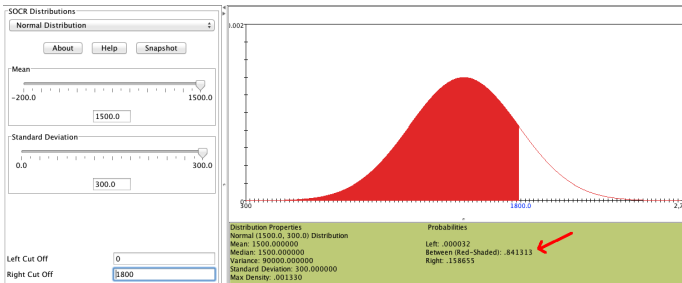 SOCR Distributions
Normal Distribution
About Help Snapshot
Mean
-200.0 1500.0
1500.0
Standard Deviation
0.0 300.0
300.0
Left Cut Off 0
Right Cut Off 1800
0.002
300 1800.0
Distribution Properties Probabilities
Normal (1500.0, 300.0) Distribution
Mean: 1500.000000 Left: .000032
Median: 1500.000000 Between (Red-Shaded): .841313
Variance: 90000.000000 Right: .158655
Standard Deviation: 300.000000
Max Density: .001330